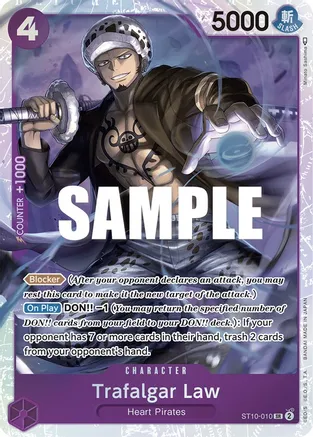 4
5000
斬
SLASH
COUNTER +1000
SAMPLE
Blocker (After your opponent declares an attack, you may
rest this card to make it the new target of the attack.)
On Play DON!! −1 (You may return the specified number of
DON!! cards from your field to your DON!! deck.): If your
opponent has 7 or more cards in their hand, trash 2 cards
from your opponent's hand.
CHARACTER
Trafalgar Law
Heart Pirates
ST10-010 SR 2